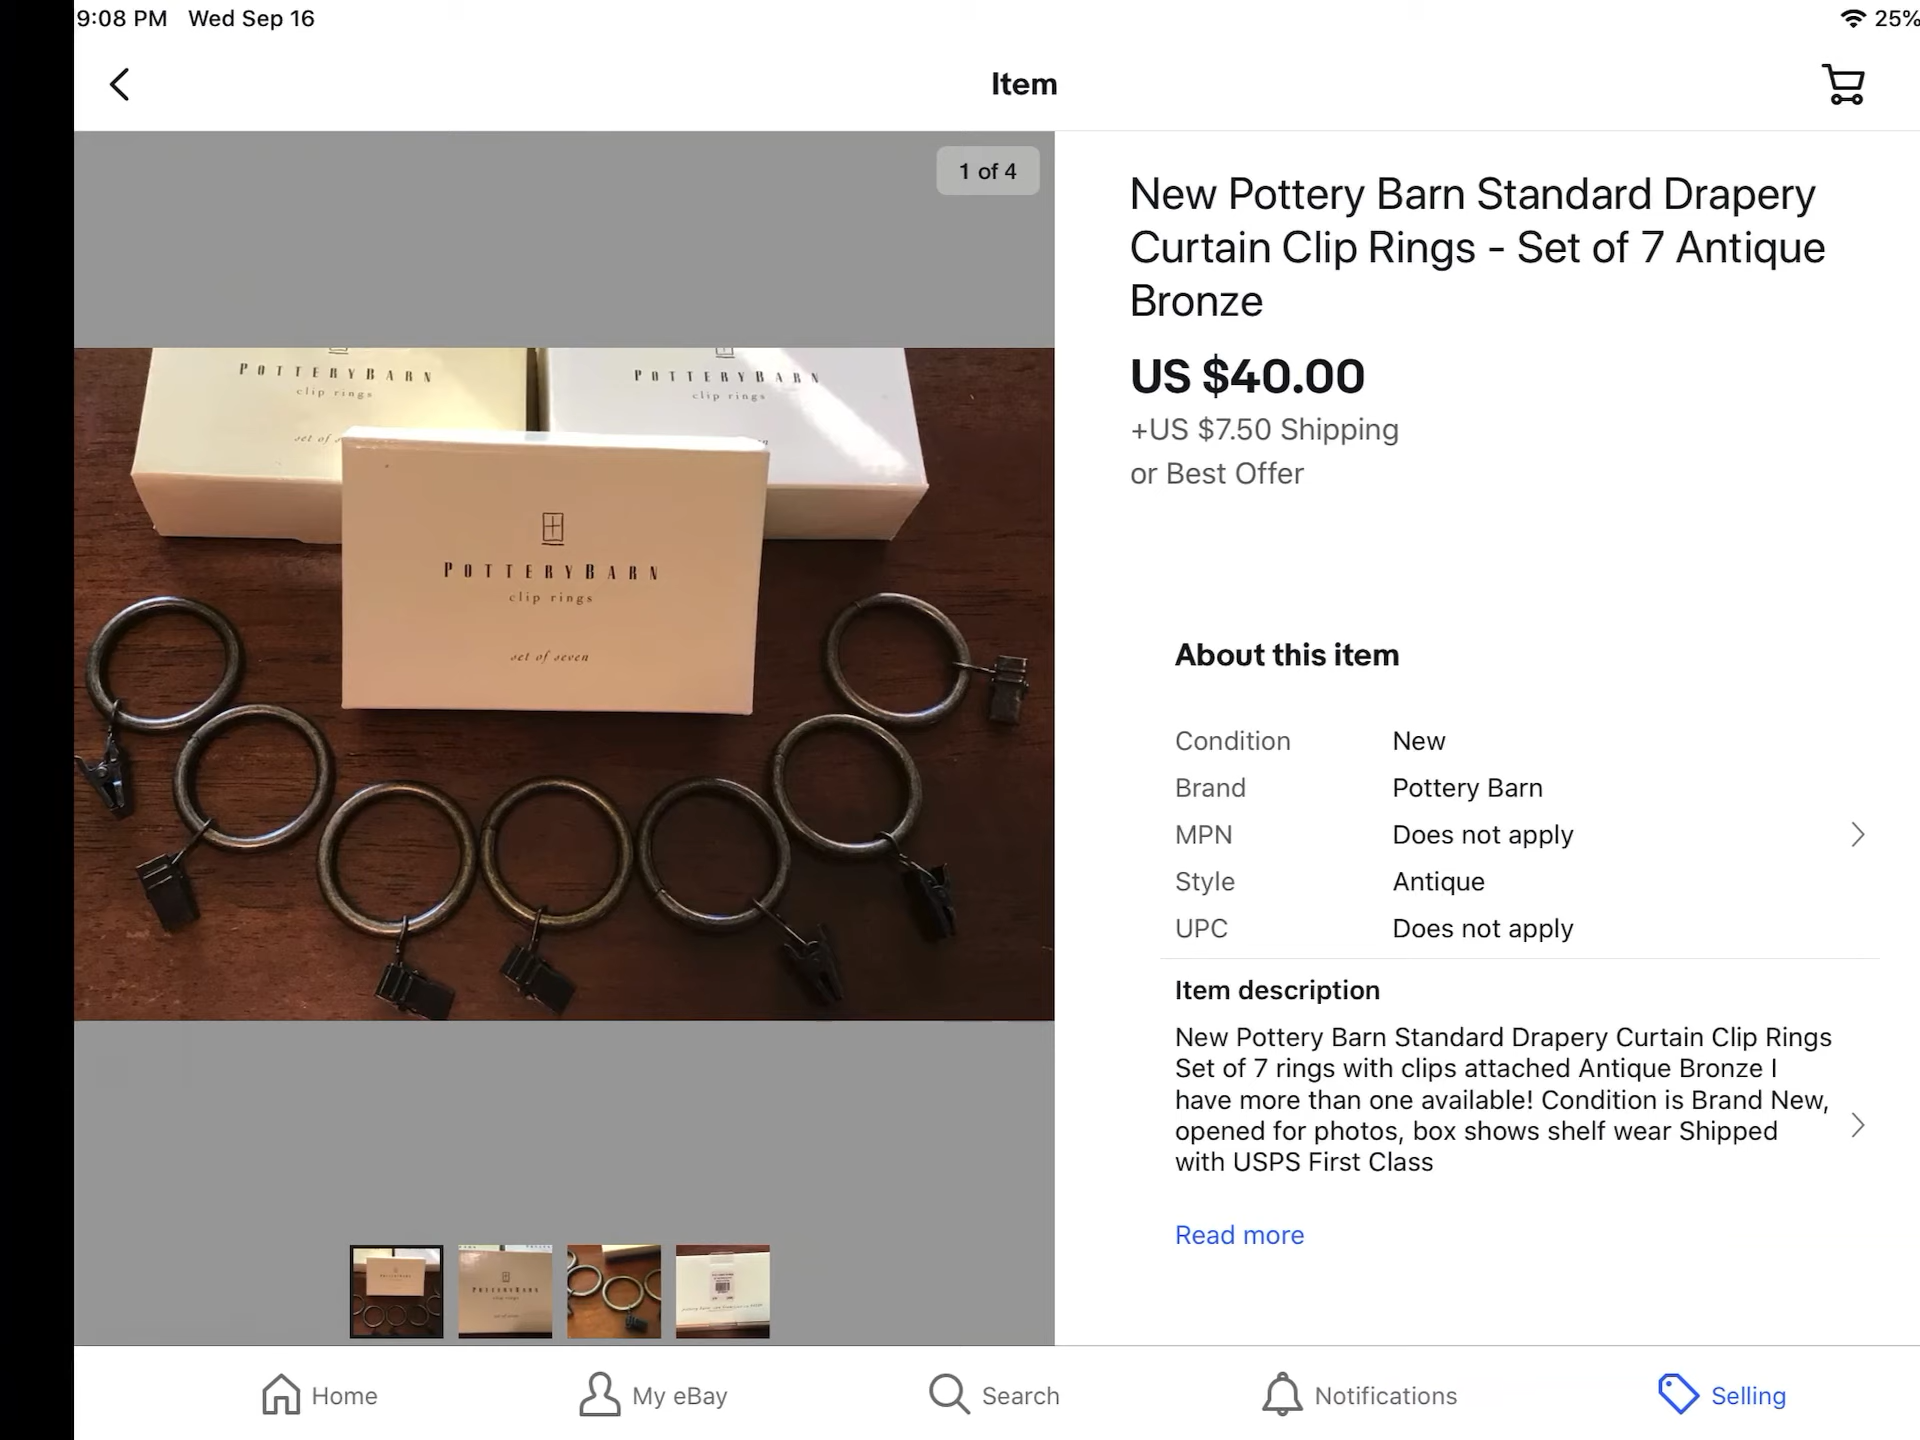 9:08 PM Wed Sep 16
25%
Item
1 of 4
New Pottery Barn Standard Drapery
Curtain Clip Rings - Set of 7 Antique
Bronze
US $40.00
+US $7.50 Shipping
or Best Offer
POTTERYBARN
clip rings
set of s
POTTERYBARN
clip rings
POTTERYBARN
clip rings
set of seven
About this item
Condition New
Brand Pottery Barn
MPN Does not apply
Style Antique
UPC Does not apply
Item description
New Pottery Barn Standard Drapery Curtain Clip Rings
Set of 7 rings with clips attached Antique Bronze I
have more than one available! Condition is Brand New,
opened for photos, box shows shelf wear Shipped
with USPS First Class
Read more
Home
My eBay
Search
Notifications
Selling